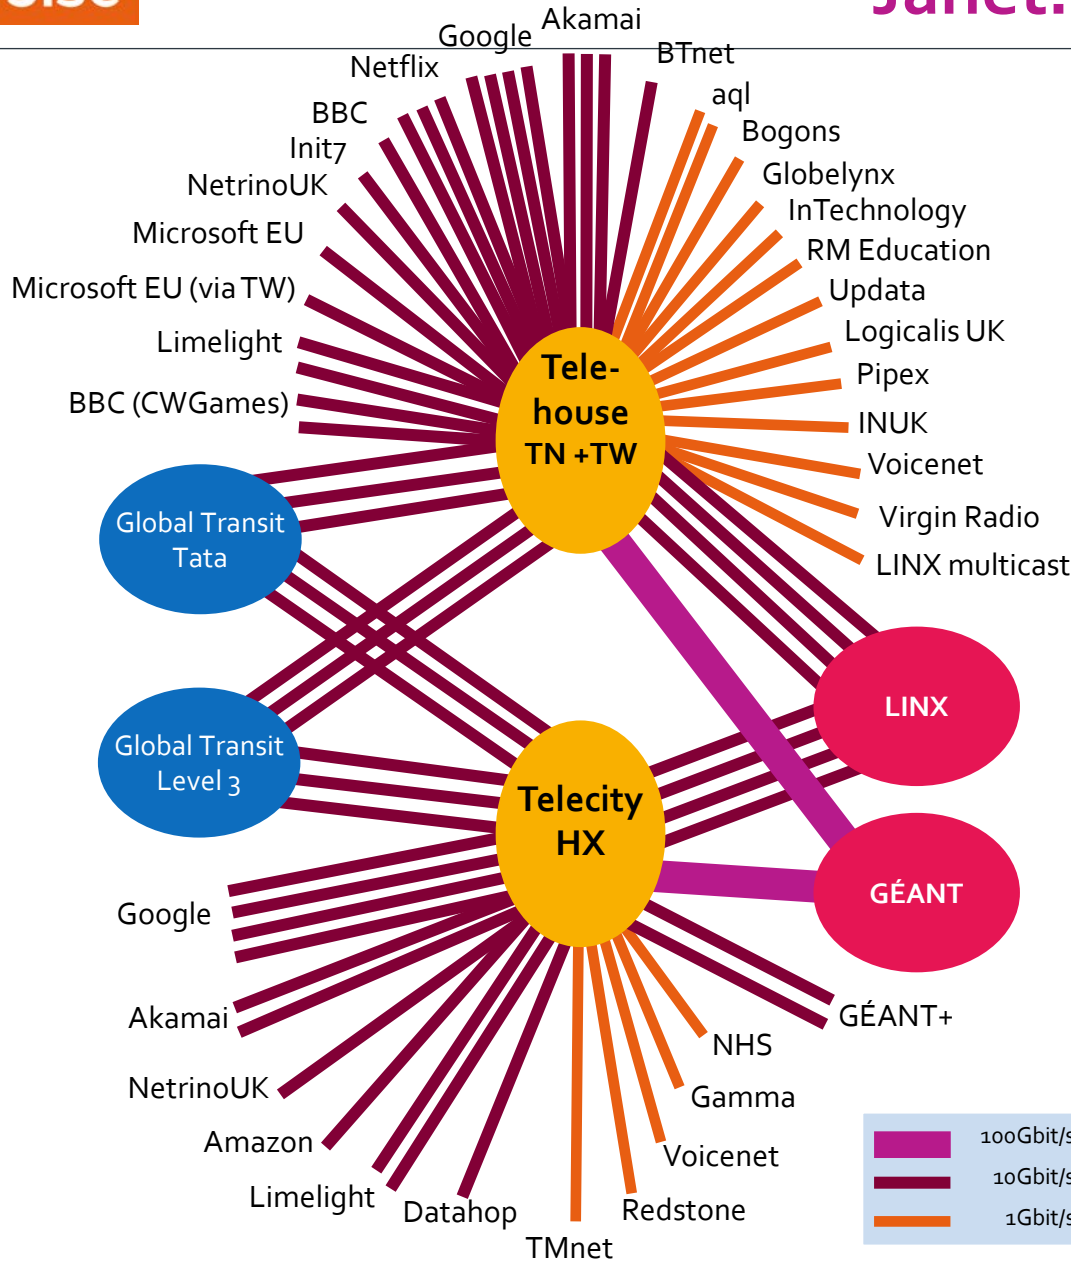 Janet.
Akamai
Google
BTnet
Netflix
aql
BBC
Bogons
Init7
Globelynx
NetrinoUK
InTechnology
Microsoft EU
RM Education
Microsoft EU (via TW)
Updata
Limelight
Logicalis UK
BBC (CWGames)
Pipex
INUK
Voicenet
Virgin Radio
LINX multicast
Tele-
house
TN +TW
Global Transit
Tata
LINX
Global Transit
Level 3
Telecity
HX
GÉANT
Google
Akamai
GÉANT+
NetrinoUK
NHS
Amazon
Gamma
Limelight
Voicenet
Datahop
Redstone
TMnet
100Gbit/s
10Gbit/s
1Gbit/s